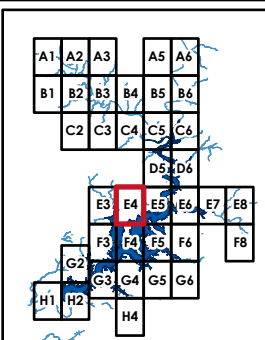 A1 A2 A3 A5 A6
B1 B2 B3 B4 B5 B6
C2 C3 C4 C5 C6
D5 D6
E3 E4 E5 E6 E7 E8
F3 F4 F5 F6 F8
G2 G3 G4 G5 G6
H1 H2
H4